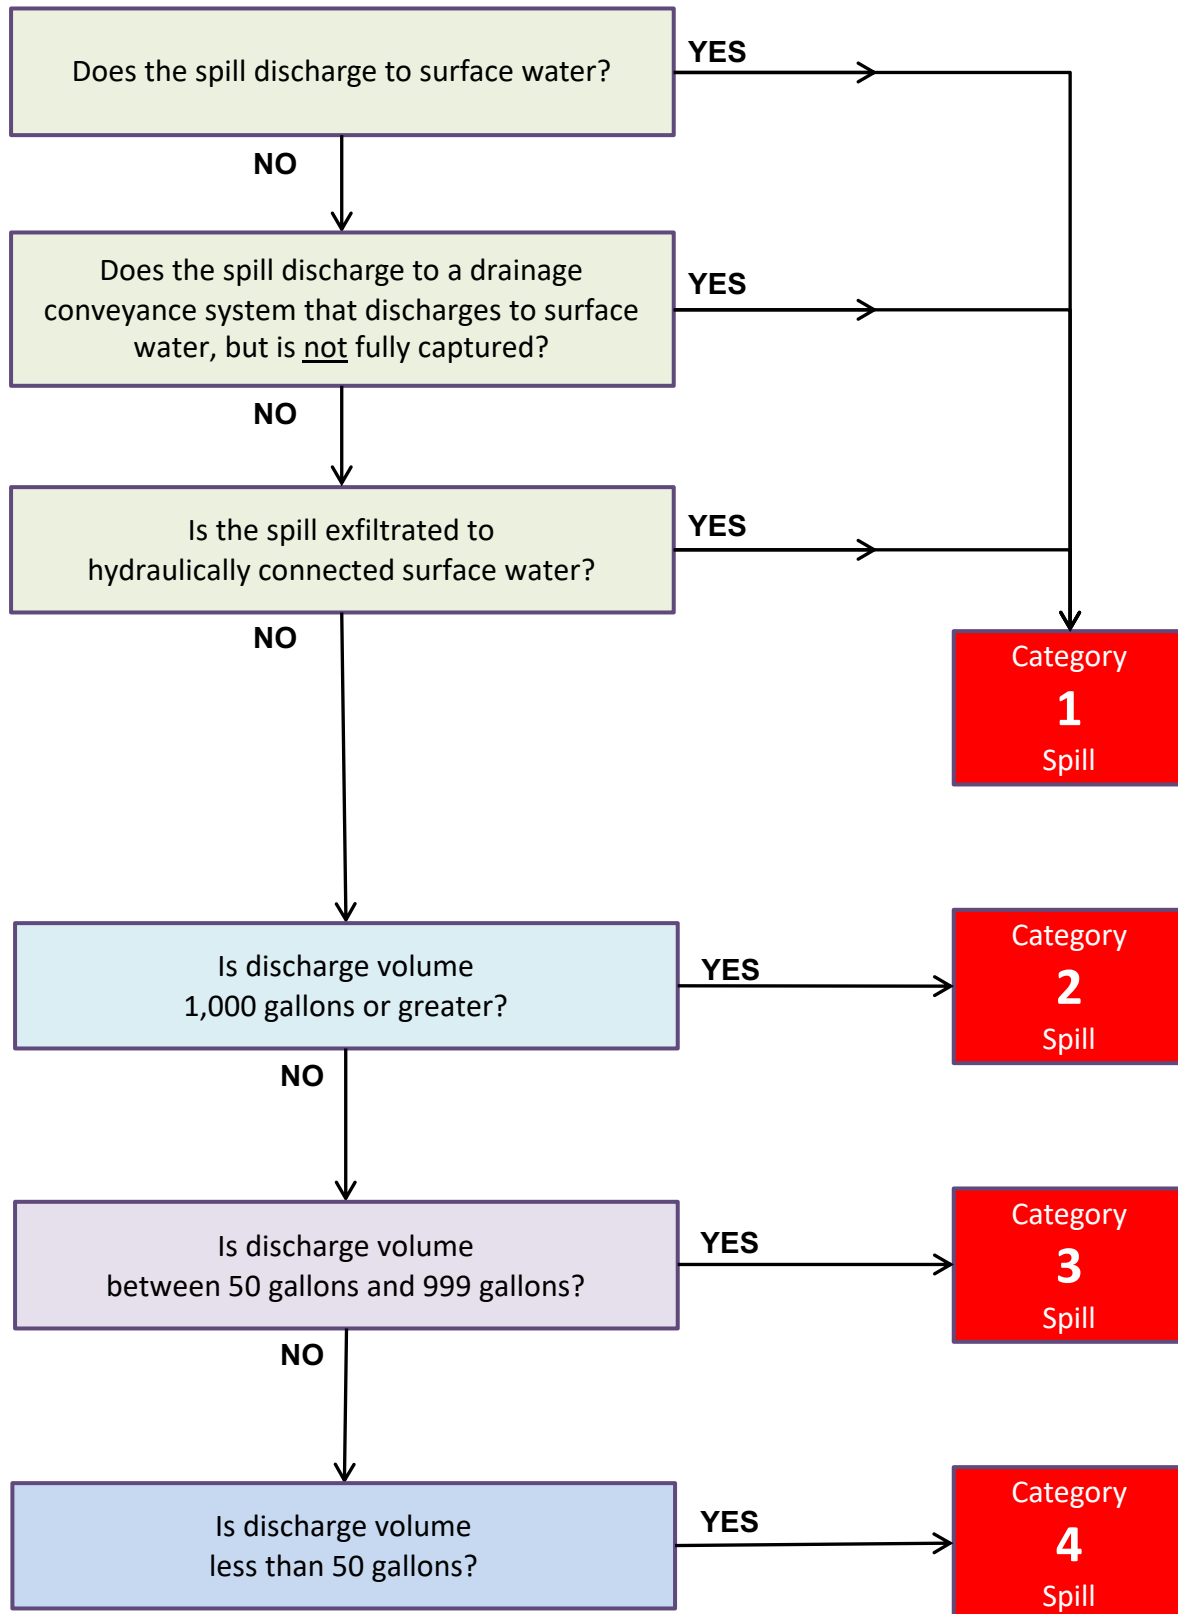 Does the spill discharge to surface water?
YES
NO
Does the spill discharge to a drainage
conveyance system that discharges to surface
water, but is not fully captured?
YES
NO
Is the spill exfiltrated to
hydraulically connected surface water?
YES
NO
Category
1
Spill
Is discharge volume
1,000 gallons or greater?
YES
Category
2
Spill
NO
Is discharge volume
between 50 gallons and 999 gallons?
YES
Category
3
Spill
NO
Is discharge volume
less than 50 gallons?
YES
Category
4
Spill